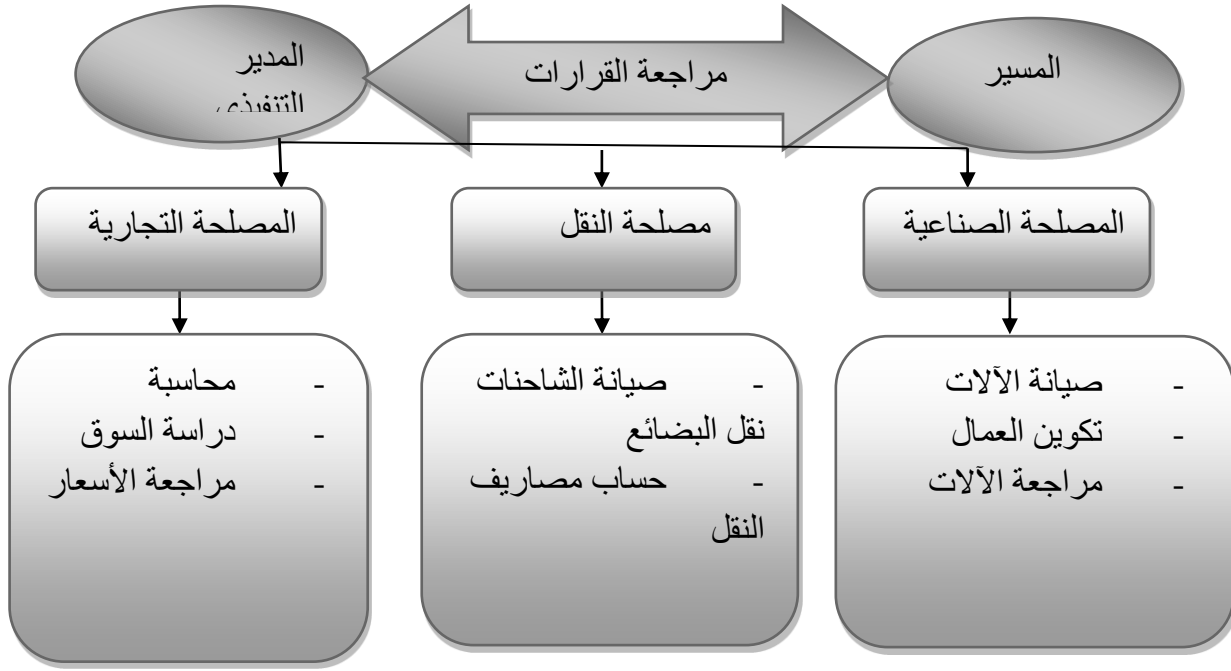 المسير
مراجعة القرارات
المدير
التنفيذي
المصلحة الصناعية
مصلحة النقل
المصلحة التجارية
- صيانة الآلات
- تكوين العمال
- مراجعة الآلات
- صيانة الشاحنات
نقل البضائع
- حساب مصاريف
النقل
- محاسبة
- دراسة السوق
- مراجعة الأسعار